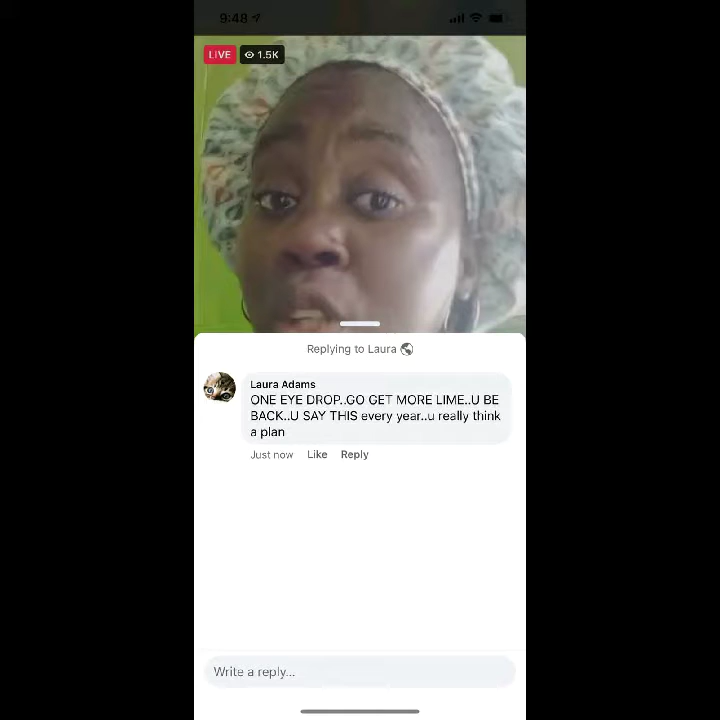 9:48
LIVE 1.5K
Replying to Laura
Laura Adams
ONE EYE DROP..GO GET MORE LIME..U BE
BACK..U SAY THIS every year..u really think
a plan
Just now Like Reply
Write a reply...